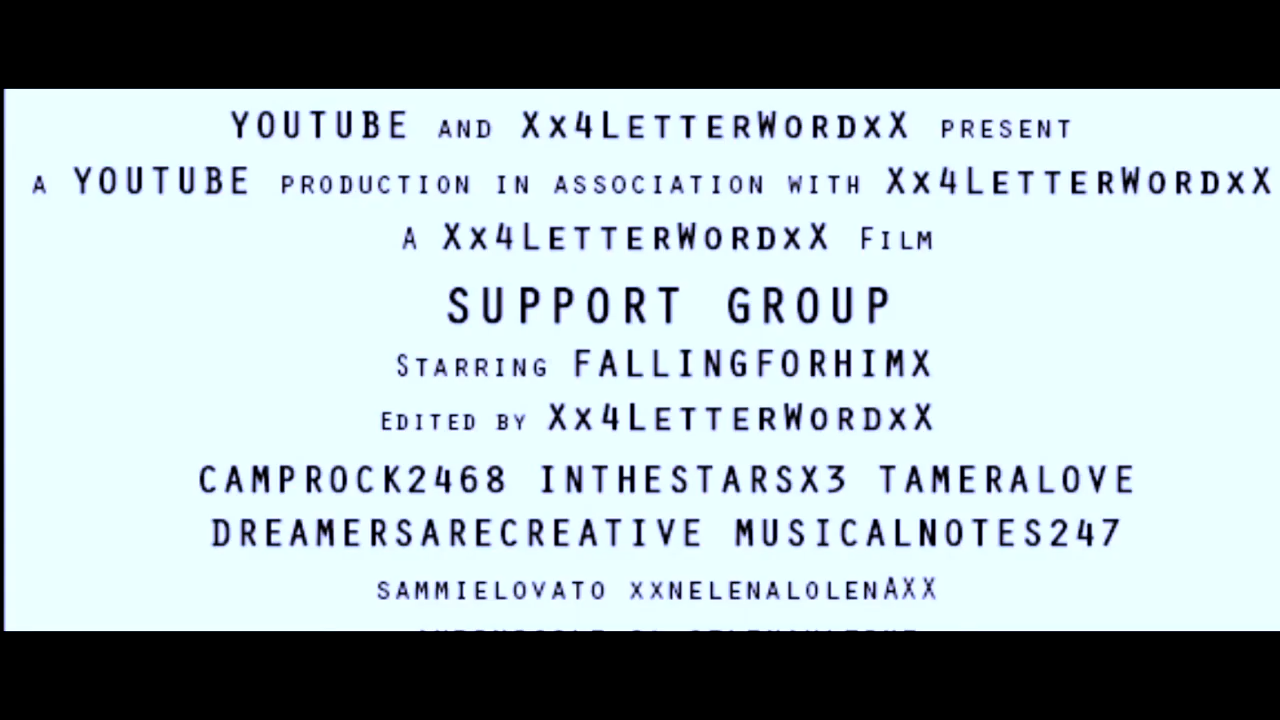 YOUTUBE AND Xx4LETTERWORDxX PRESENT
A YOUTUBE PRODUCTION IN ASSOCIATION WITH Xx4LETTERWORDxX
A Xx4LETTERWORDxX FILM
SUPPORT GROUP
STARRING FALLINGFORHIMX
EDITED BY Xx4LETTERWORDxX
CAMPROCK2468 INTHESTARSX3 TAMERALOVE
DREAMERSARECREATIVE MUSICALNOTES247
SAMMIELOVATO XXNELENALOLENAXX